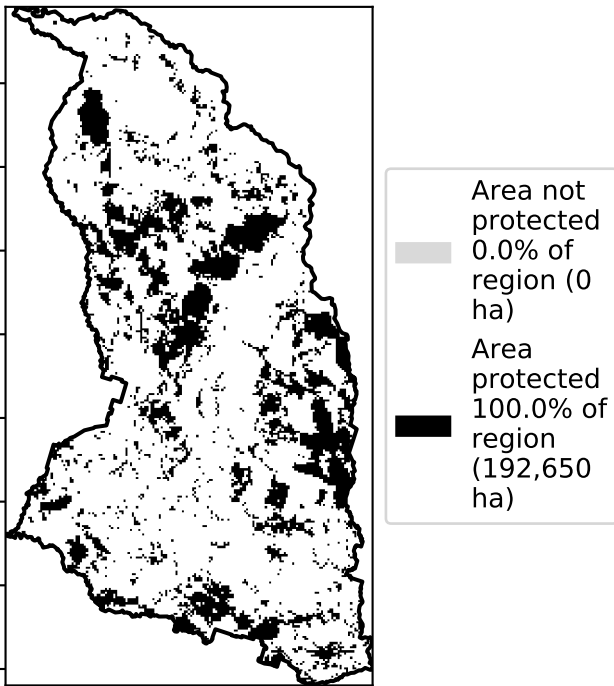 Area not
protected
0.0% of
region (0
ha)
Area
protected
100.0% of
region
(192,650
ha)